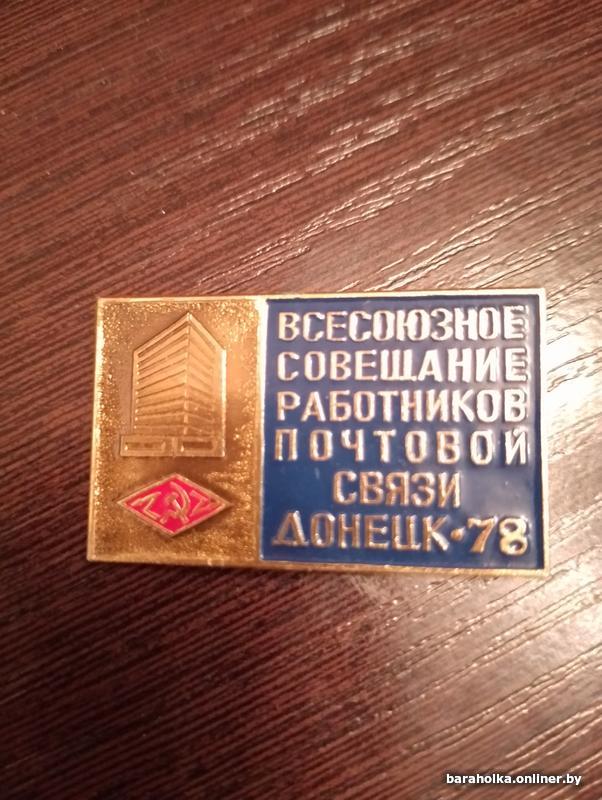 ВСЕСОЮЗНОЕ
СОВЕЩАНИЕ
РАБОТНИКОВ
ПОЧТОВОЙ
СВЯЗИ
ДОНЕЦК·78
baraholka.onliner.by